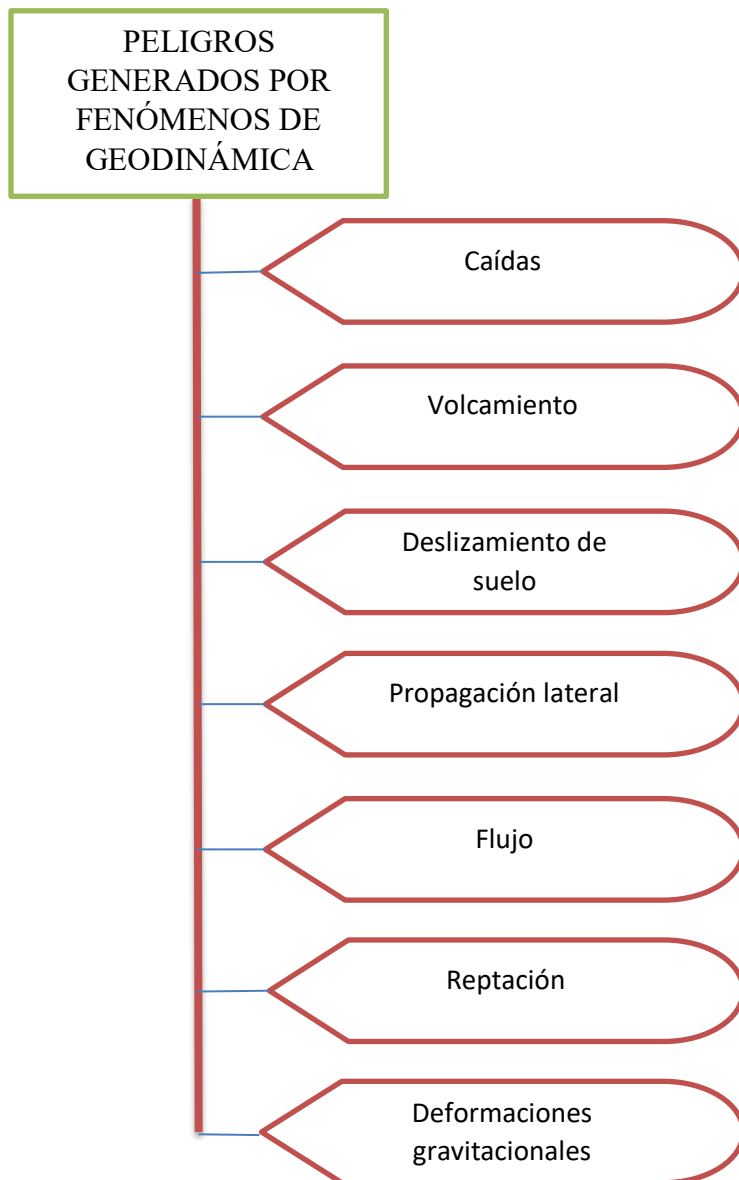 PELIGROS
GENERADOS POR
FENÓMENOS DE
GEODINÁMICA
Caídas
Volcamiento
Deslizamiento de
suelo
Propagación lateral
Flujo
Reptación
Deformaciones
gravitacionales